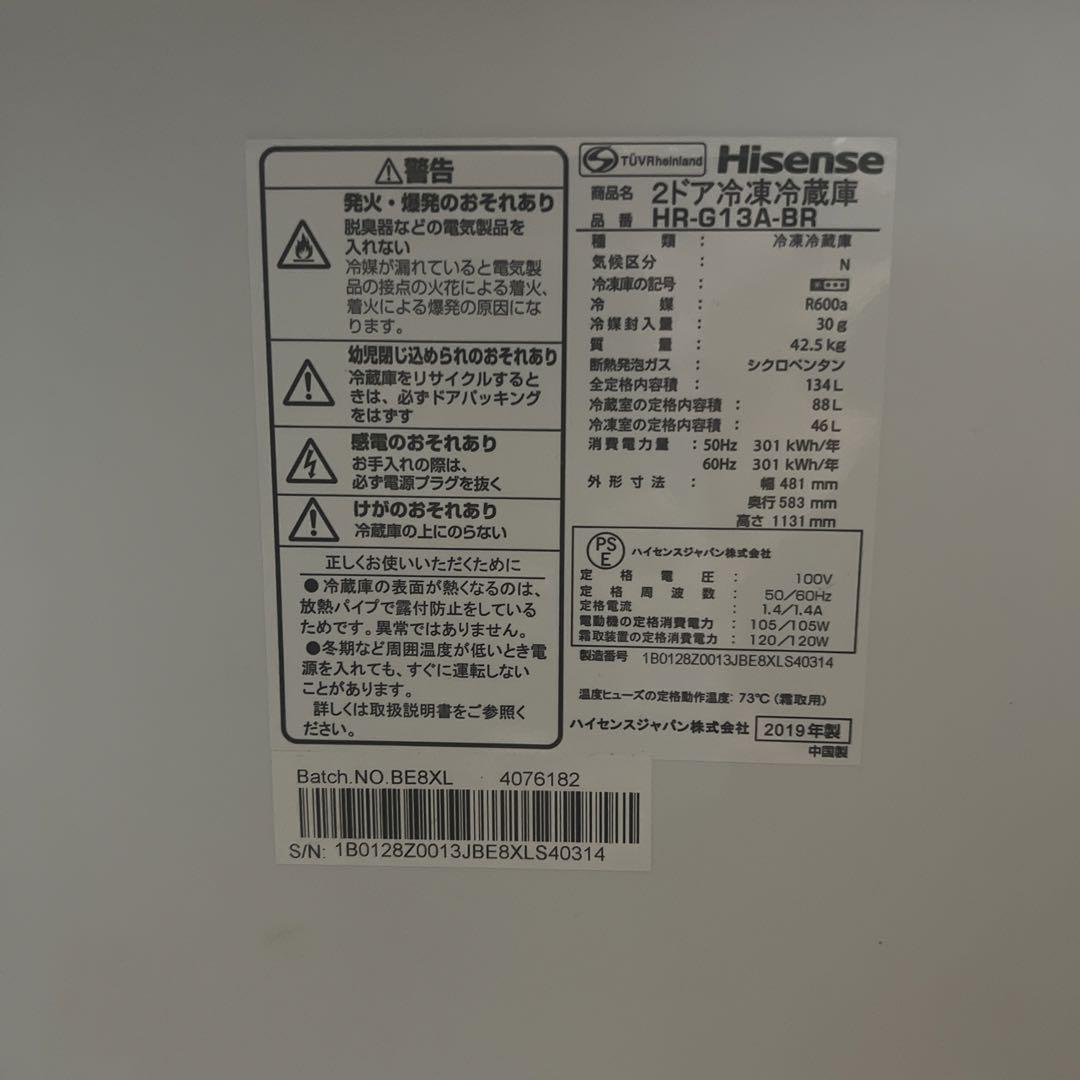 ⚠警告
発火・爆発のおそれあり
脱臭器などの電気製品を
入れない
冷媒が漏れていると電気製
品の接点の火花による着火、
着火による爆発の原因にな
ります。
幼児閉じ込められのおそれあり
冷蔵庫をリサイクルすると
きは、必ずドアパッキング
をはずす
感電のおそれあり
お手入れの際は、
必ず電源プラグを抜く
けがのおそれあり
冷蔵庫の上にのらない
正しくお使いいただくために
●冷蔵庫の表面が熱くなるのは、
放熱パイプで露付防止をしている
ためです。異常ではありません。
●冬期など周囲温度が低いとき電
源を入れても、すぐに運転しない
ことがあります。
詳しくは取扱説明書をご参照く
ださい。
TÜVRheinland Hisense
商品名 2ドア冷凍冷蔵庫
品番 HR-G13A-BR
種類: 冷凍冷蔵庫
気候区分: N
冷凍庫の記号:
冷媒: R600a
冷媒封入量: 30g
質量: 42.5kg
断熱発泡ガス: シクロペンタン
全定格内容積: 134L
冷蔵室の定格内容積: 88L
冷凍室の定格内容積: 46L
消費電力量:50Hz 301 kWh/年
60Hz 301 kWh/年
外形寸法: 幅 481 mm
奥行 583 mm
高さ 1131 mm
PSE ハイセンスジャパン株式会社
定格電圧: 100V
定格周波数: 50/60Hz
定格電流: 1.4/1.4A
電動機の定格消費電力: 105/105W
霜取装置の定格消費電力: 120/120W
製造番号 1B0128Z0013JBE8XLS40314
温度ヒューズの定格動作温度: 73℃(霜取用)
ハイセンスジャパン株式会社 2019年製
中国製
Batch.NO.BE8XL 4076182
S/N: 1B0128Z0013JBE8XLS40314